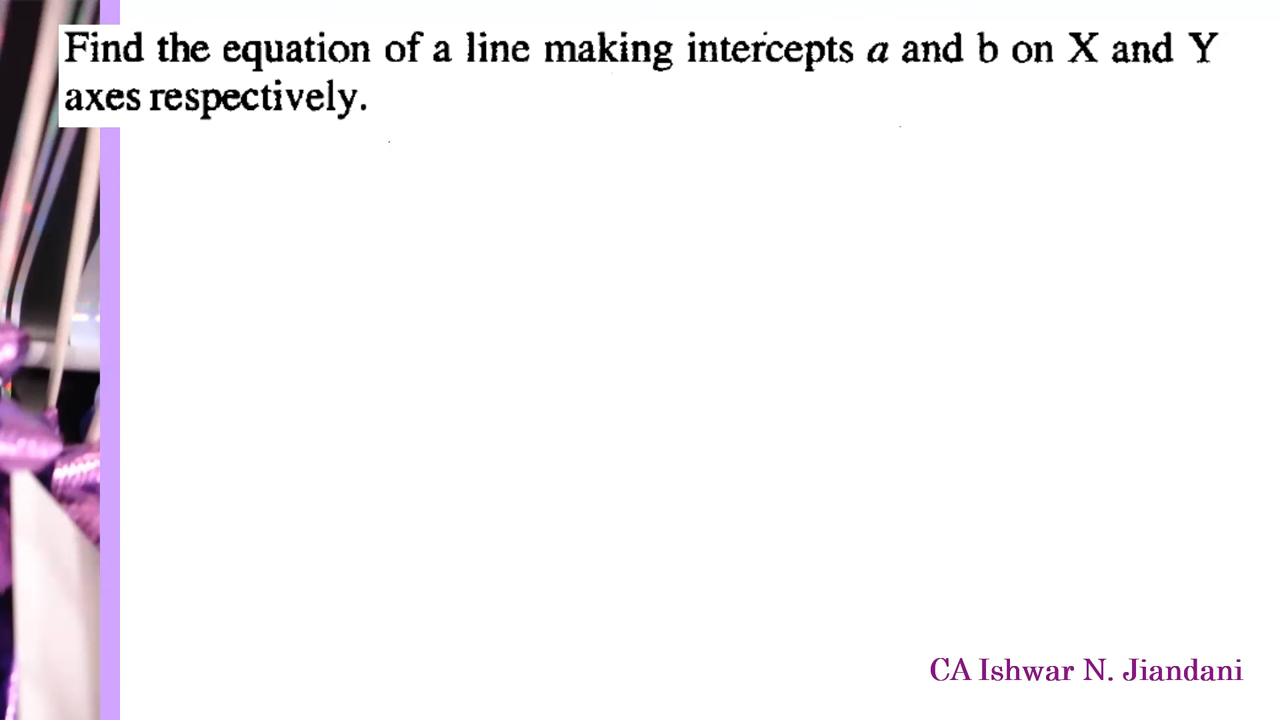 Find the equation of a line making intercepts a and b on X and Y
axes respectively.
CA Ishwar N. Jiandani